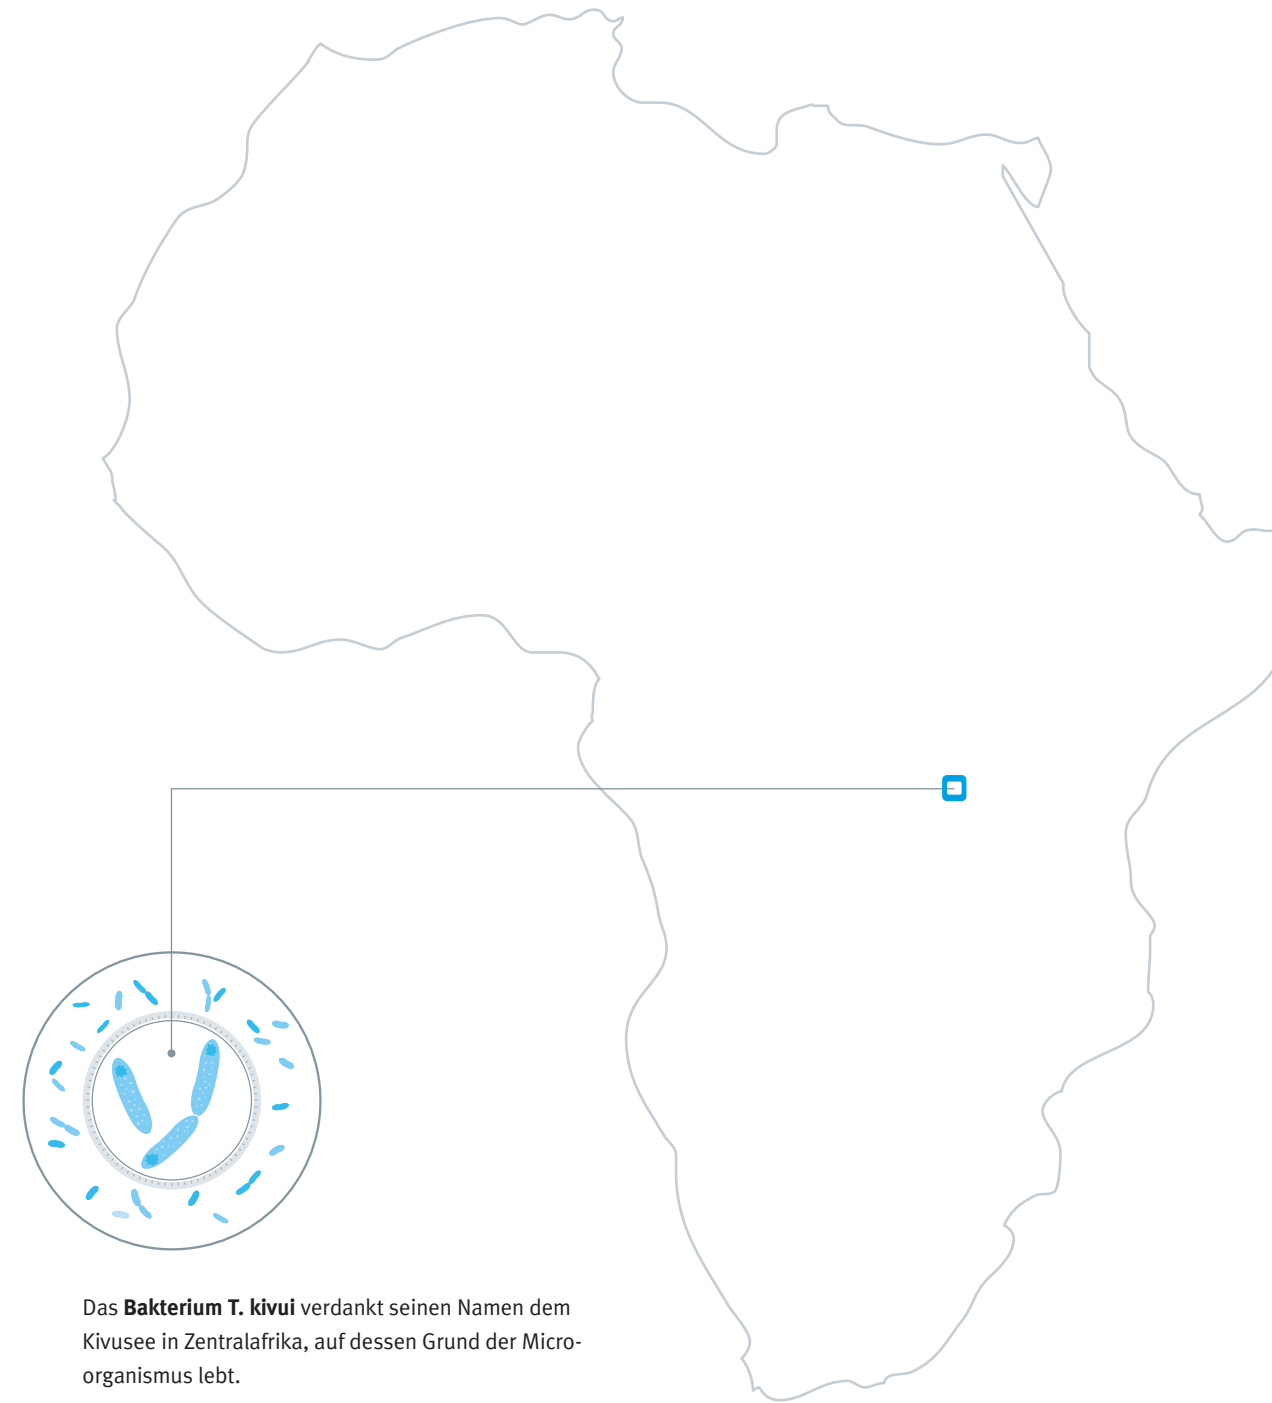 Das Bakterium T. kivui verdankt seinen Namen dem
Kivusee in Zentralafrika, auf dessen Grund der Micro-
organismus lebt.